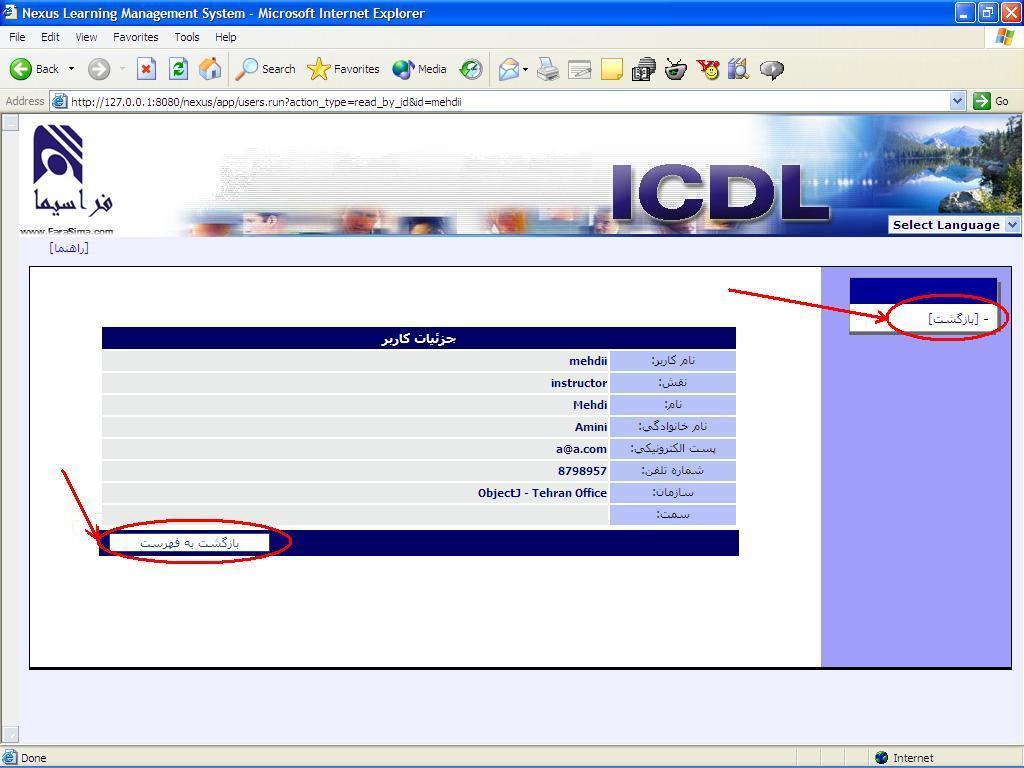 Nexus Learning Management System - Microsoft Internet Explorer
File Edit View Favorites Tools Help
Back Search Favorites Media
Address http://127.0.0.1:8080/nexus/app/users.run?action_type=read_by_id&id=mehdii Go
فراسیما
www.FaraSima.com
ICDL
Select Language
[راهنما]
- [بازگشت]
جزئیات کاربر
نام کاربر: mehdii
نقش: instructor
نام: Mehdi
نام خانوادگی: Amini
پست الکترونیکی: a@a.com
شماره تلفن: 8798957
سازمان: ObjectJ - Tehran Office
سمت:
بازگشت به فهرست
Done Internet